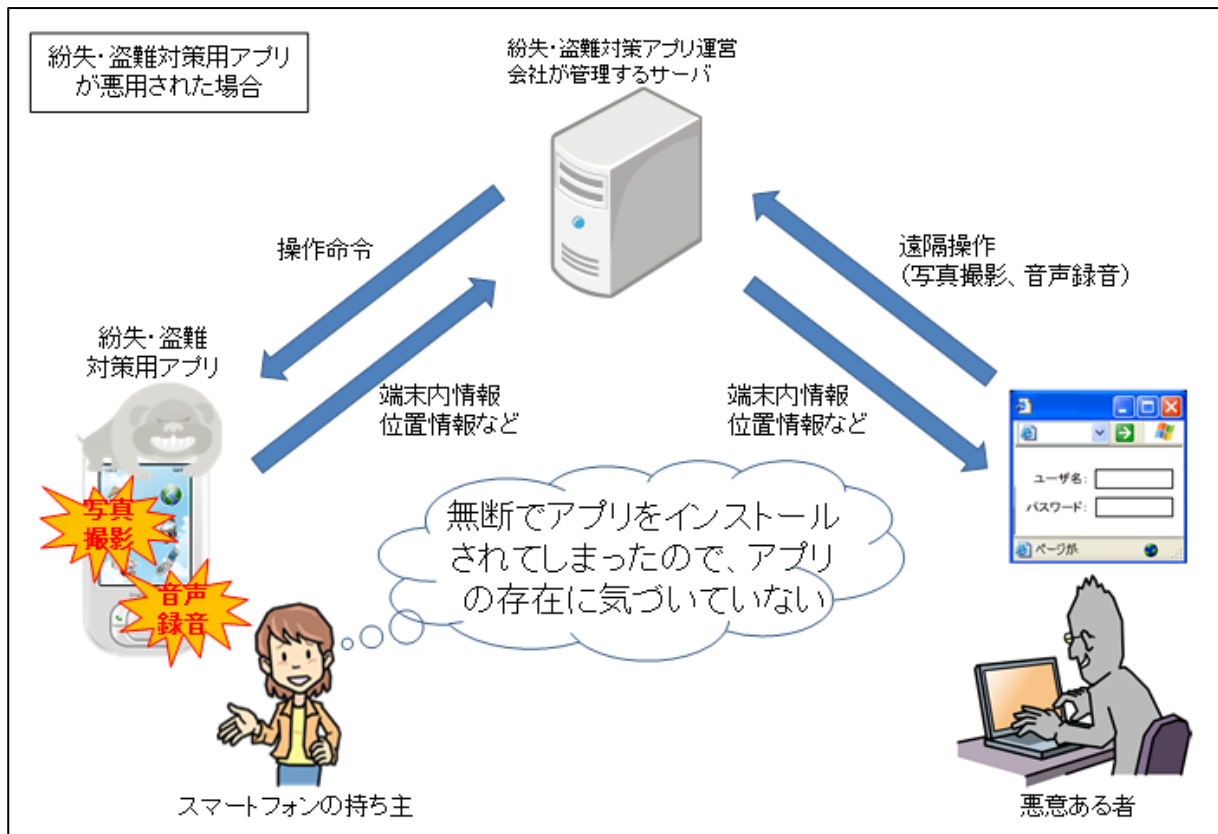 紛失・盗難対策用アプリ
が悪用された場合
紛失・盗難対策アプリ運営
会社が管理するサーバ
操作命令
遠隔操作
(写真撮影、音声録音)
紛失・盗難
対策用アプリ
端末内情報
位置情報など
端末内情報
位置情報など
写真
撮影
音声
録音
無断でアプリをインストール
されてしまったので、アプリ
の存在に気づいていない
ユーザ名:
パスワード:
ページが
スマートフォンの持ち主
悪意ある者